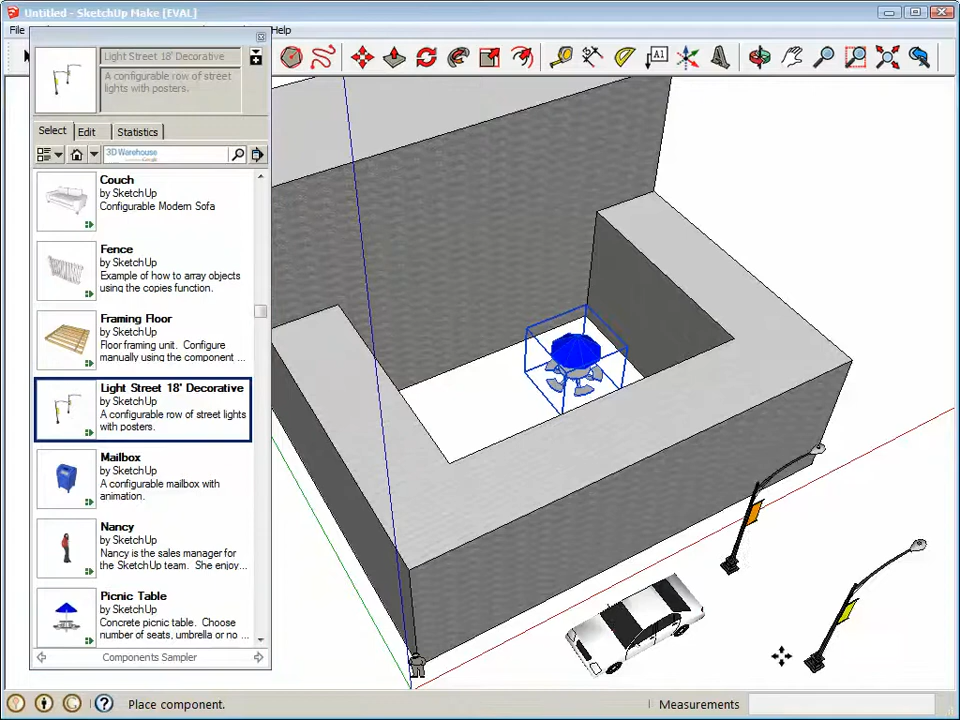 Untitled - SketchUp Make [EVAL]
File
Help
Light Street 18' Decorative
A configurable row of street
lights with posters.
Select
Edit
Statistics
3D Warehouse
Couch
by SketchUp
Configurable Modern Sofa
Fence
by SketchUp
Example of how to array objects
using the copies function.
Framing Floor
by SketchUp
Floor framing unit. Configure
manually using the component ...
Light Street 18' Decorative
by SketchUp
A configurable row of street lights
with posters.
Mailbox
by SketchUp
A configurable mailbox with
animation.
Nancy
by SketchUp
Nancy is the sales manager for
the SketchUp team. She enjoy...
Picnic Table
by SketchUp
Concrete picnic table. Choose
number of seats, umbrella or no ...
Components Sampler
A1
Place component.
Measurements